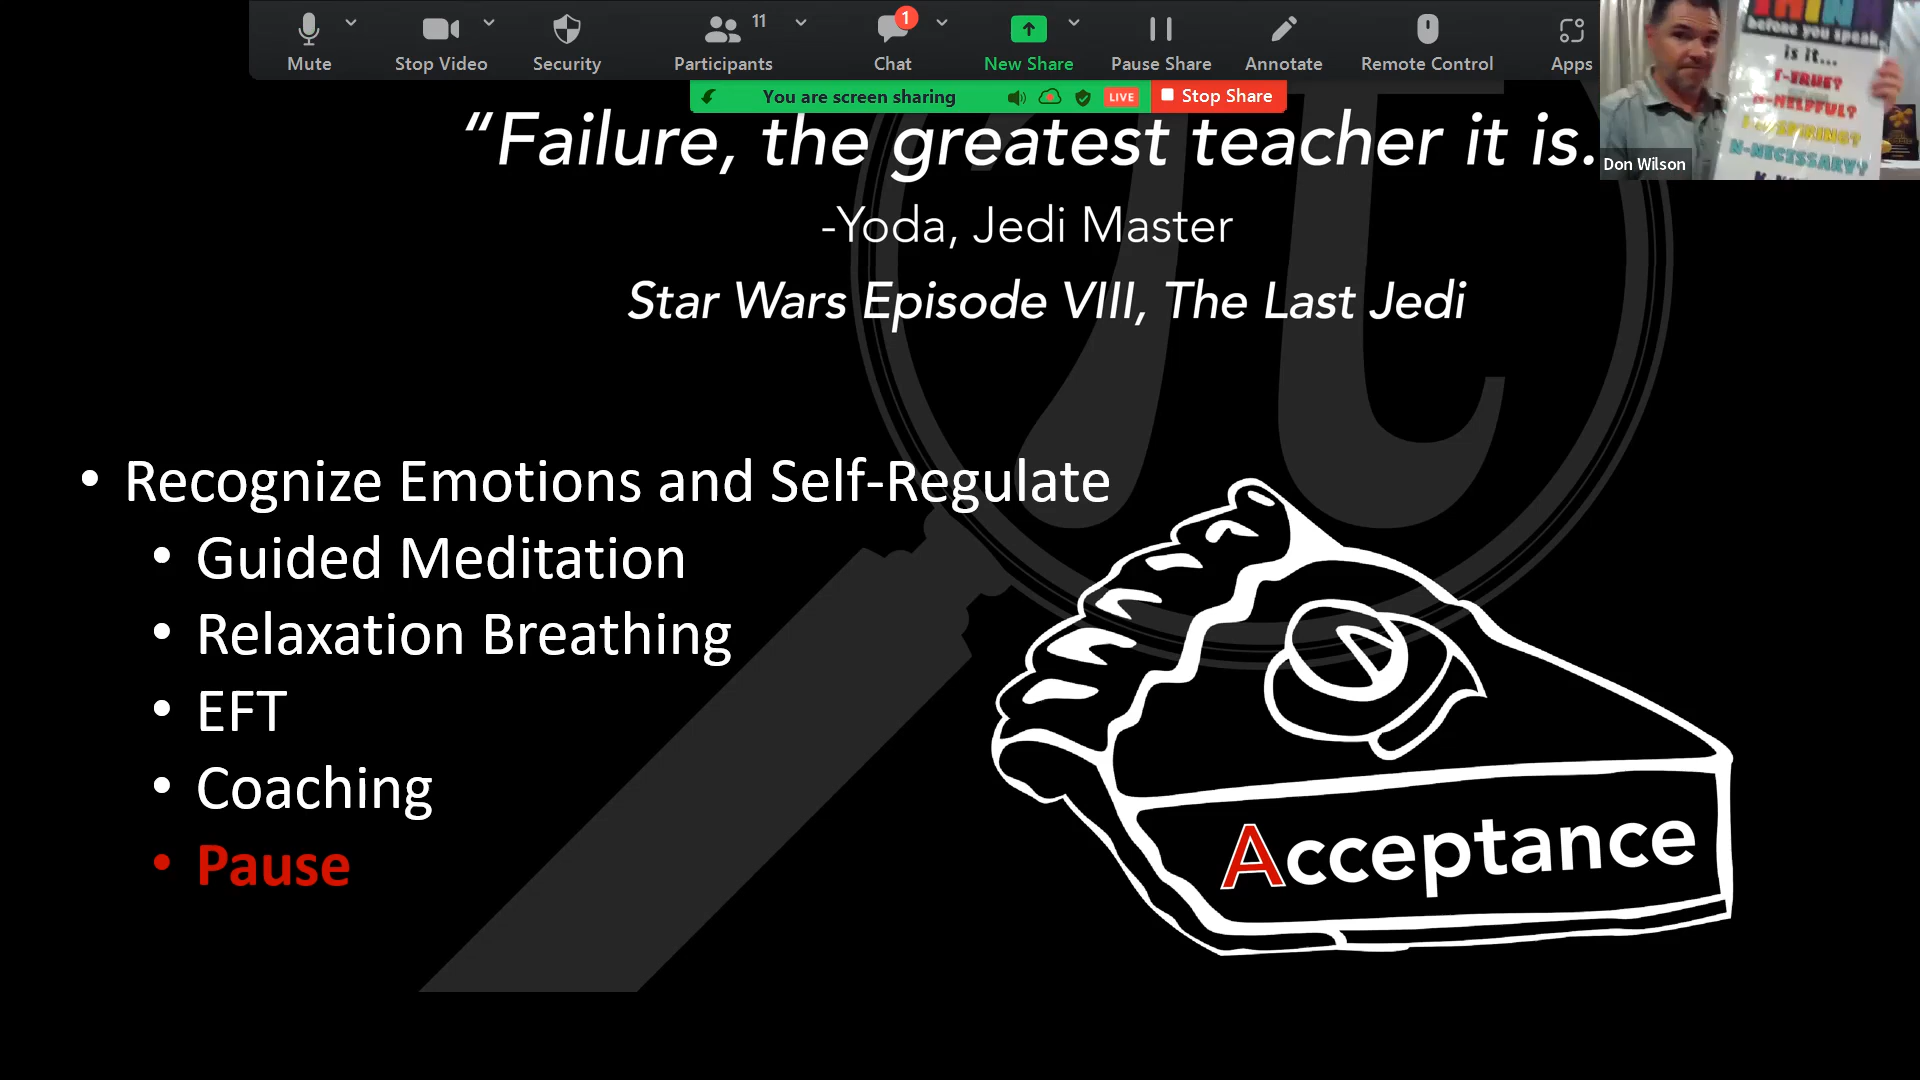 Mute
Stop Video
Security
11
Participants
1
Chat
New Share
Pause Share
Annotate
Remote Control
Apps
You are screen sharing
LIVE
Stop Share
THINK
before you speak
is it...
T-TRUE?
H-HELPFUL?
N-NECESSARY?
Don Wilson
“Failure, the greatest teacher it is.
-Yoda, Jedi Master
Star Wars Episode VIII, The Last Jedi
• Recognize Emotions and Self-Regulate
• Guided Meditation
• Relaxation Breathing
• EFT
• Coaching
• Pause
Acceptance